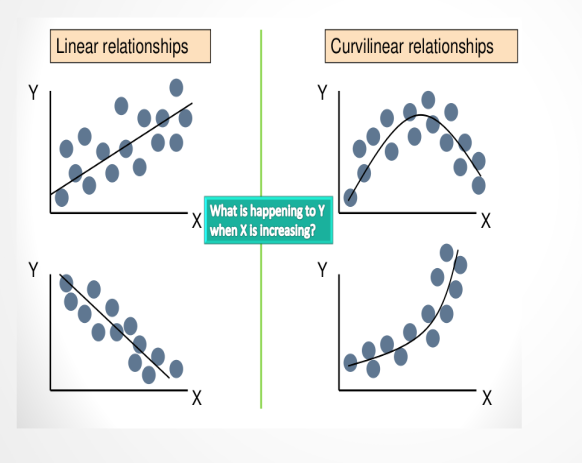 Linear relationships
Curvilinear relationships
Y
Y
X
X
What is happening to Y
when X is increasing?
Y
Y
X
X